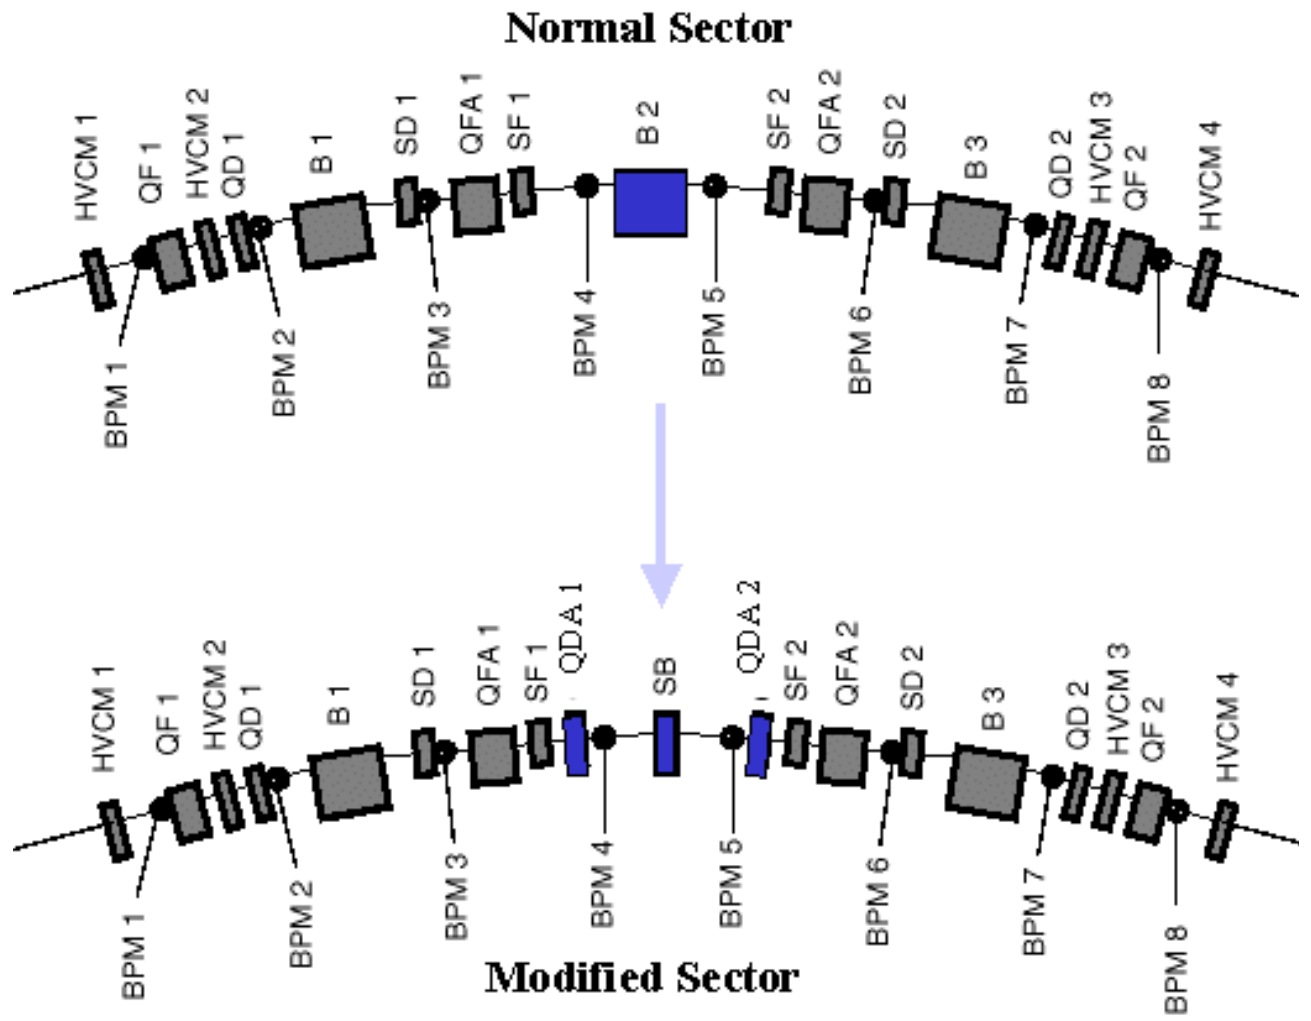 Normal Sector
HVCM 1
QF 1
HVCM 2
QD 1
B 1
SD 1
QFA 1
SF 1
B 2
SF 2
QFA 2
SD 2
B 3
QD 2
HVCM 3
QF 2
HVCM 4
BPM 1
BPM 2
BPM 3
BPM 4
BPM 5
BPM 6
BPM 7
BPM 8
HVCM 1
QF 1
HVCM 2
QD 1
B 1
SD 1
QFA 1
SF 1
QDA 1
SB
QDA 2
SF 2
QFA 2
SD 2
B 3
QD 2
HVCM 3
QF 2
HVCM 4
BPM 1
BPM 2
BPM 3
BPM 4
BPM 5
BPM 6
BPM 7
BPM 8
Modified Sector